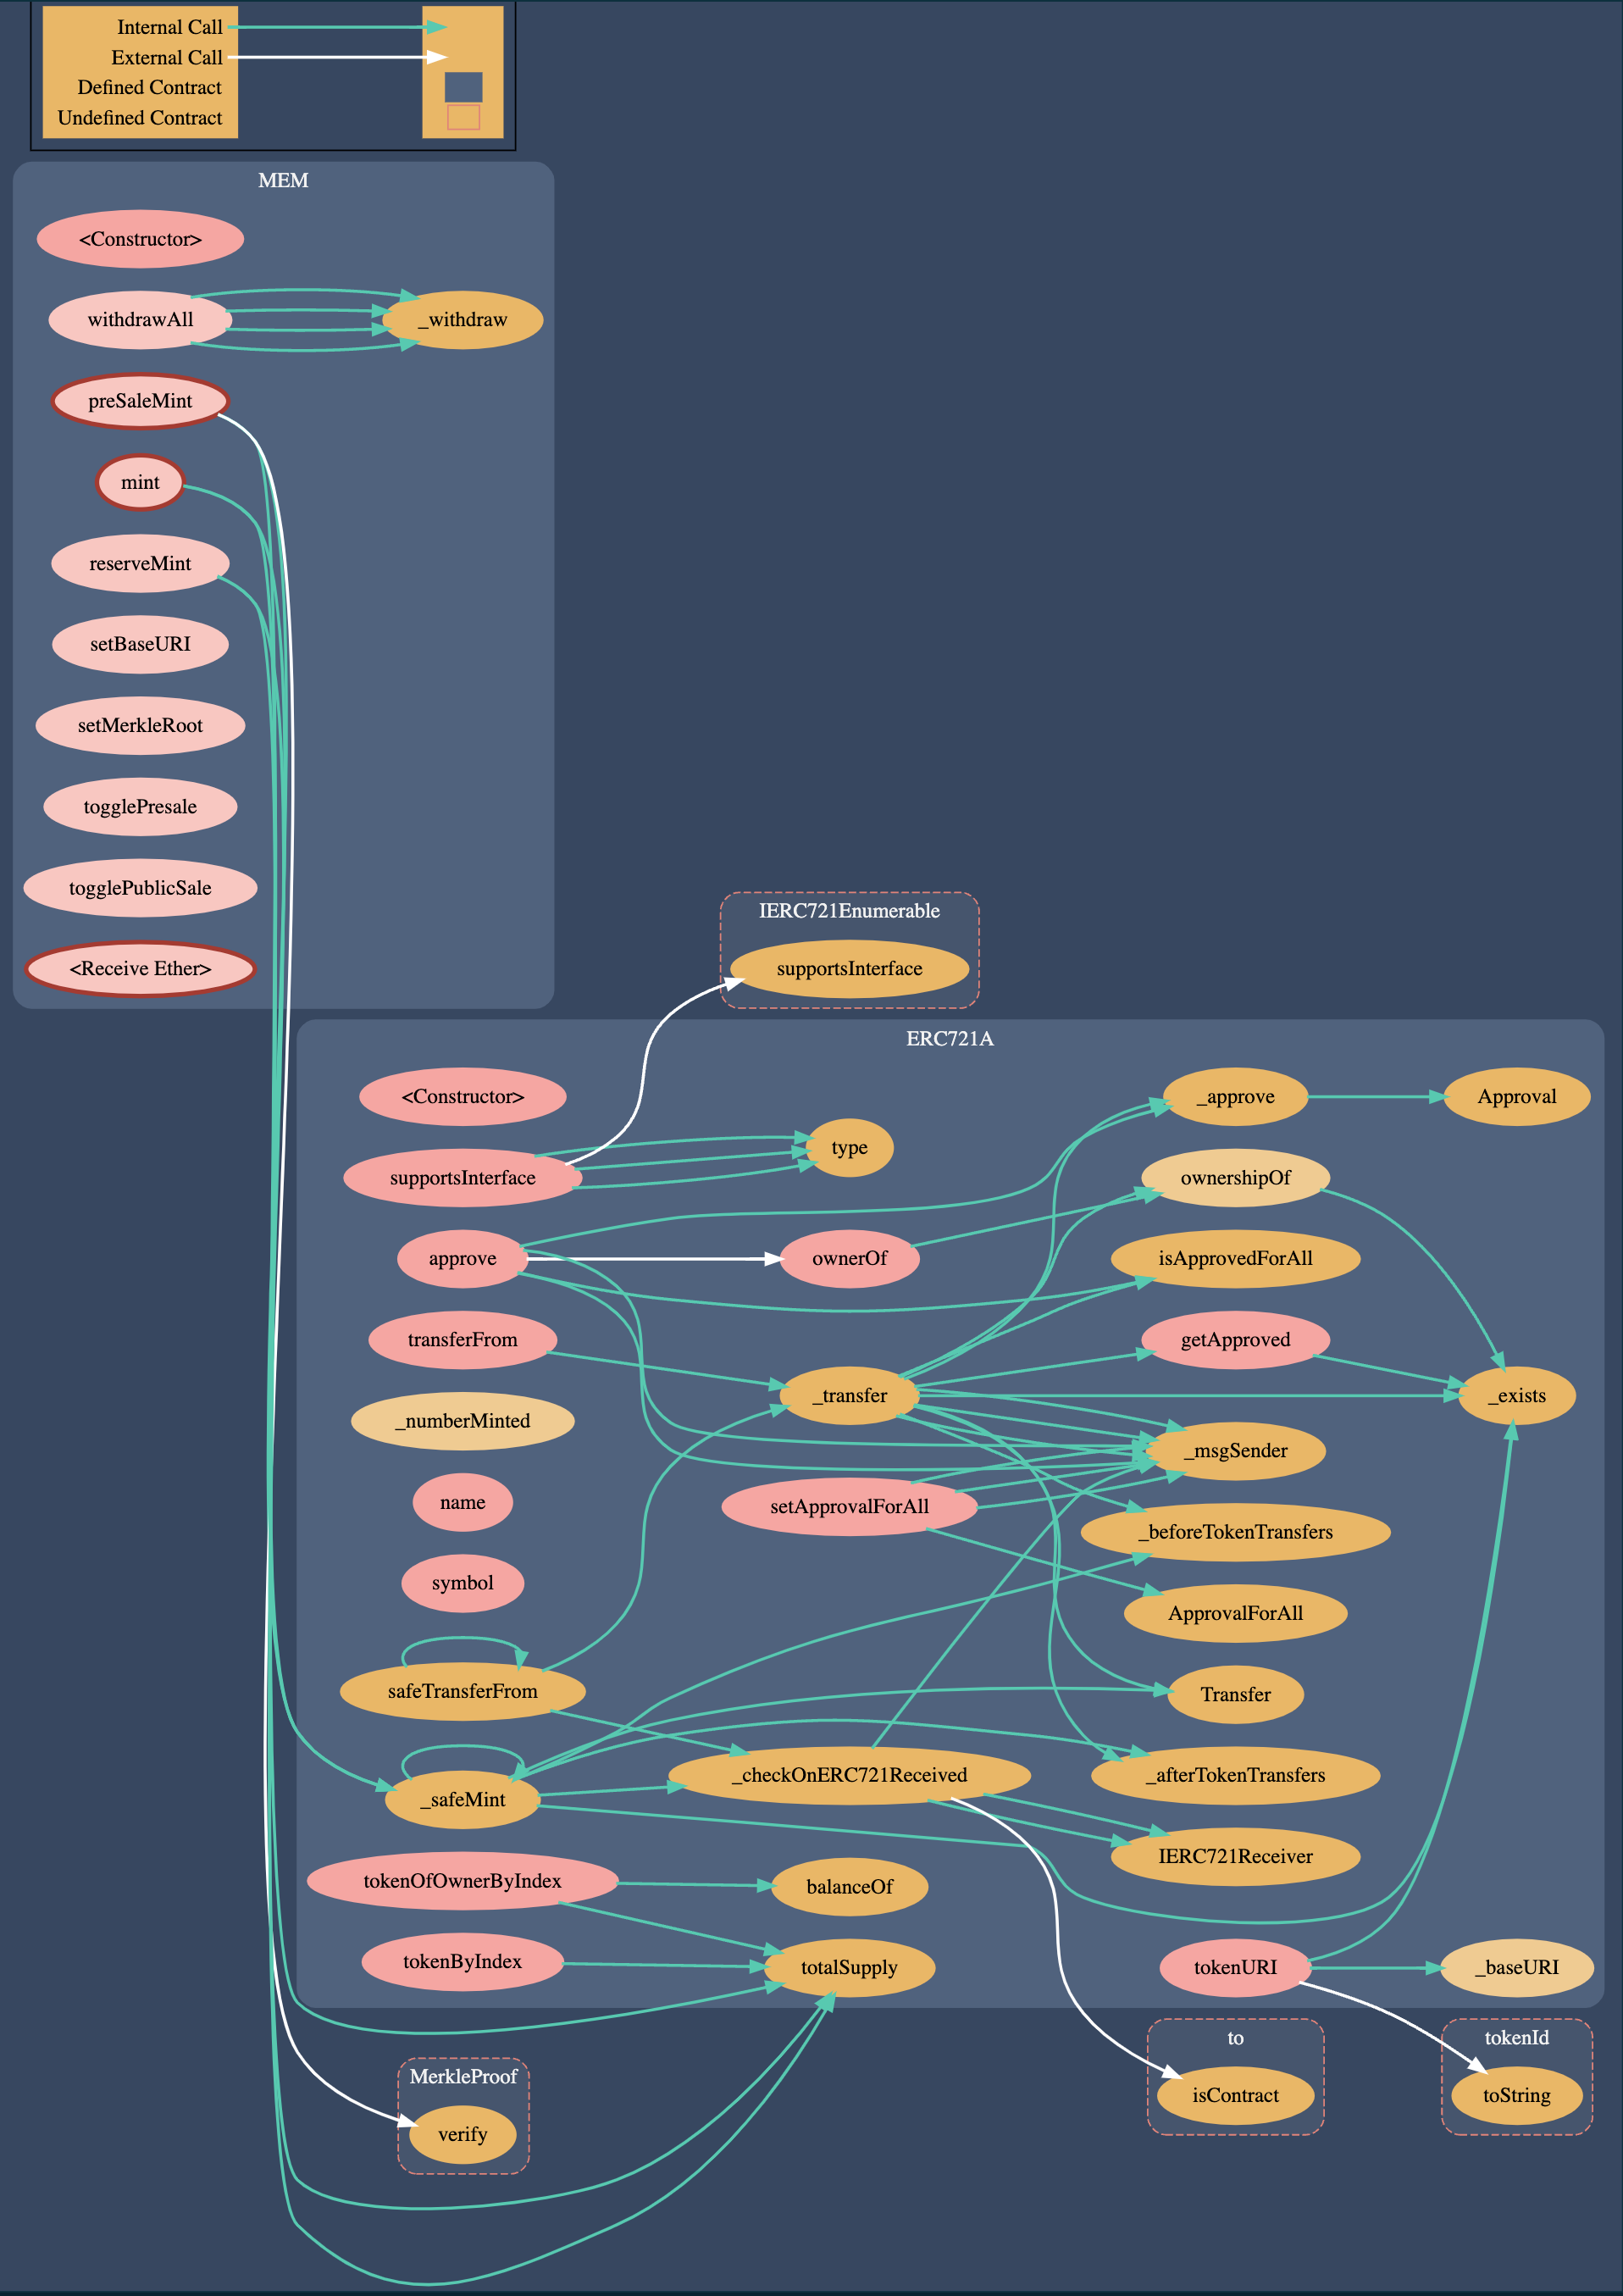 Internal Call
External Call
Defined Contract
Undefined Contract
MEM
<Constructor>
withdrawAll
_withdraw
preSaleMint
mint
reserveMint
setBaseURI
setMerkleRoot
togglePresale
togglePublicSale
<Receive Ether>
IERC721Enumerable
supportsInterface
ERC721A
<Constructor>
_approve
Approval
type
supportsInterface
ownershipOf
approve
ownerOf
isApprovedForAll
transferFrom
getApproved
_transfer
_exists
_numberMinted
_msgSender
name
setApprovalForAll
_beforeTokenTransfers
symbol
ApprovalForAll
safeTransferFrom
Transfer
_checkOnERC721Received
_afterTokenTransfers
_safeMint
IERC721Receiver
tokenOfOwnerByIndex
balanceOf
tokenByIndex
totalSupply
tokenURI
_baseURI
to
tokenId
MerkleProof
isContract
toString
verify